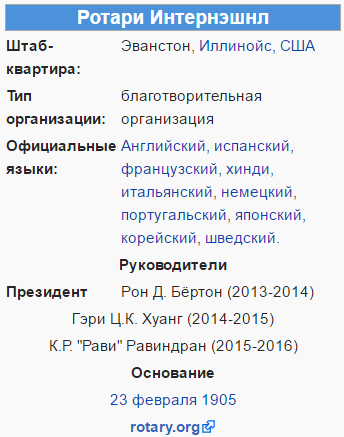 Ротари Интернэшнл
Штаб-квартира: Эванстон, Иллинойс, США
Тип организации: благотворительная организация
Официальные языки: Английский, испанский,
французский, хинди,
итальянский, немецкий,
португальский, японский,
корейский, шведский.
Руководители
Президент Рон Д. Бёртон (2013-2014)
Гэри Ц.К. Хуанг (2014-2015)
К.Р. "Рави" Равиндран (2015-2016)
Основание
23 февраля 1905
rotary.org